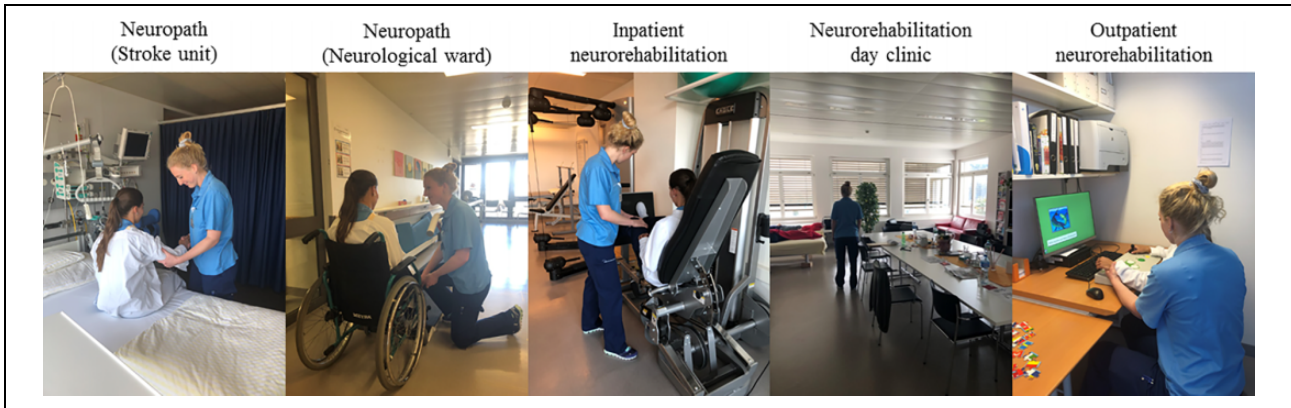 Neuropath
(Stroke unit)
Neuropath
(Neurological ward)
Inpatient
neurorehabilitation
Neurorehabilitation
day clinic
Outpatient
neurorehabilitation